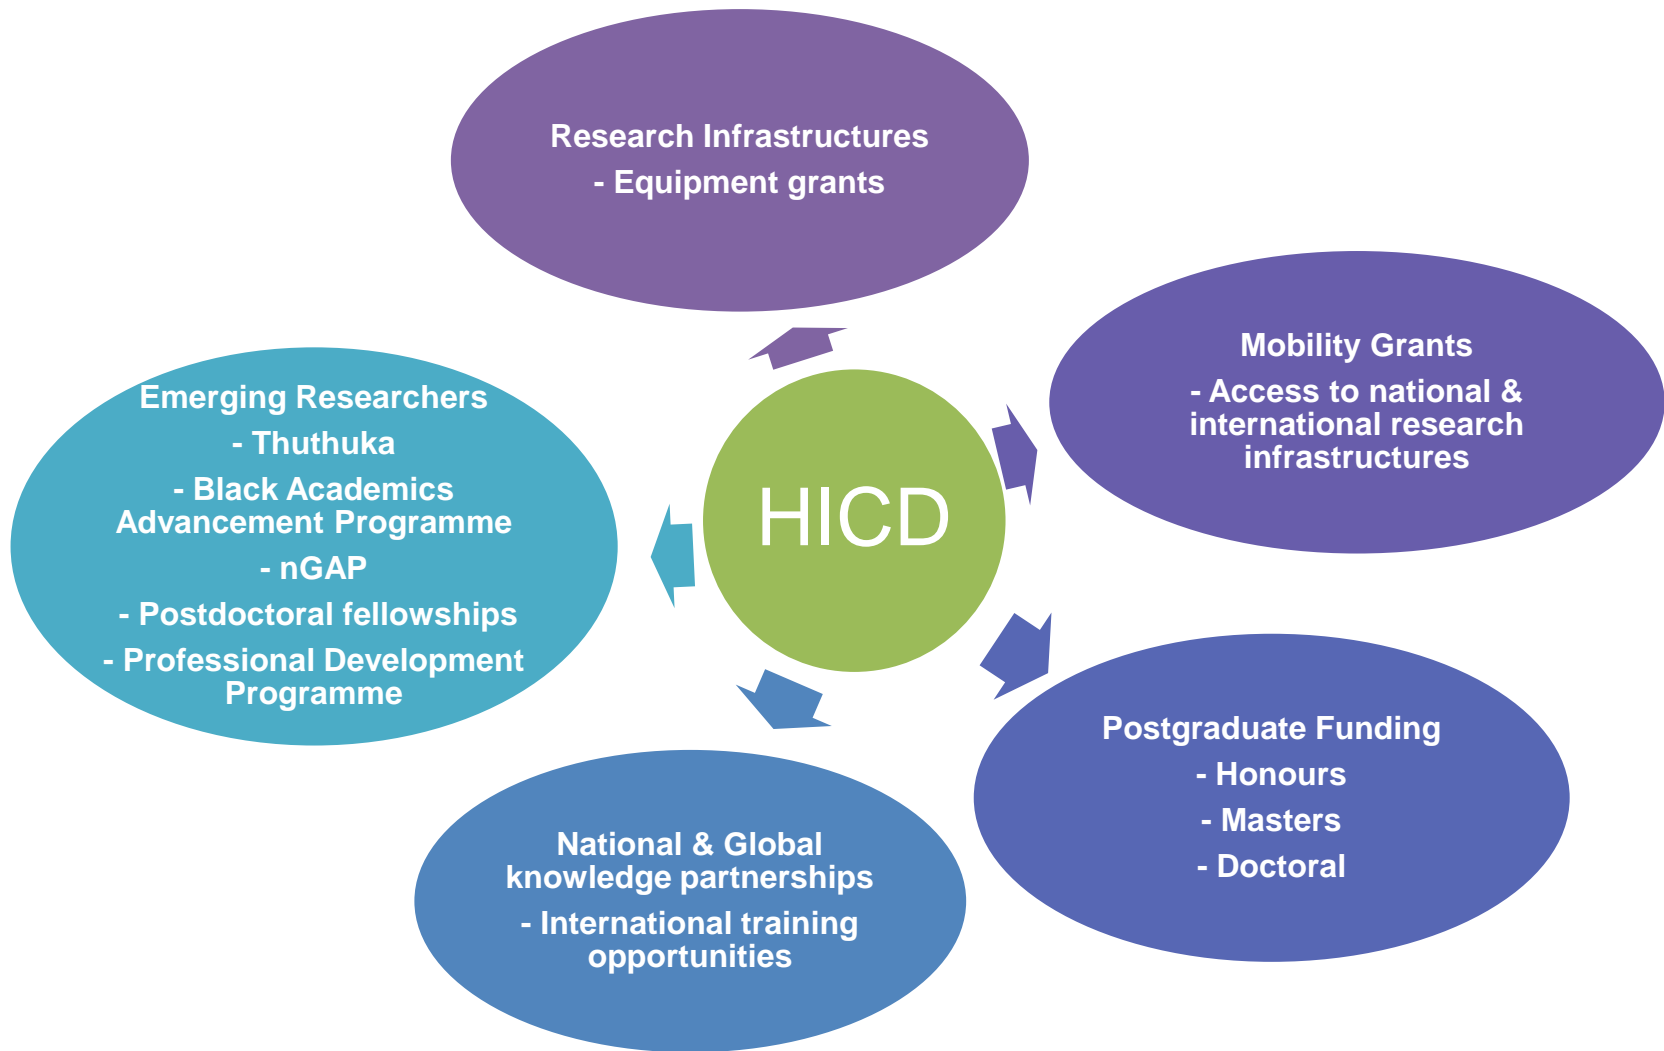 Research Infrastructures
- Equipment grants
Mobility Grants
- Access to national &
international research
infrastructures
Emerging Researchers
- Thuthuka
- Black Academics
Advancement Programme
- nGAP
- Postdoctoral fellowships
- Professional Development
Programme
HICD
Postgraduate Funding
- Honours
- Masters
- Doctoral
National & Global
knowledge partnerships
- International training
opportunities